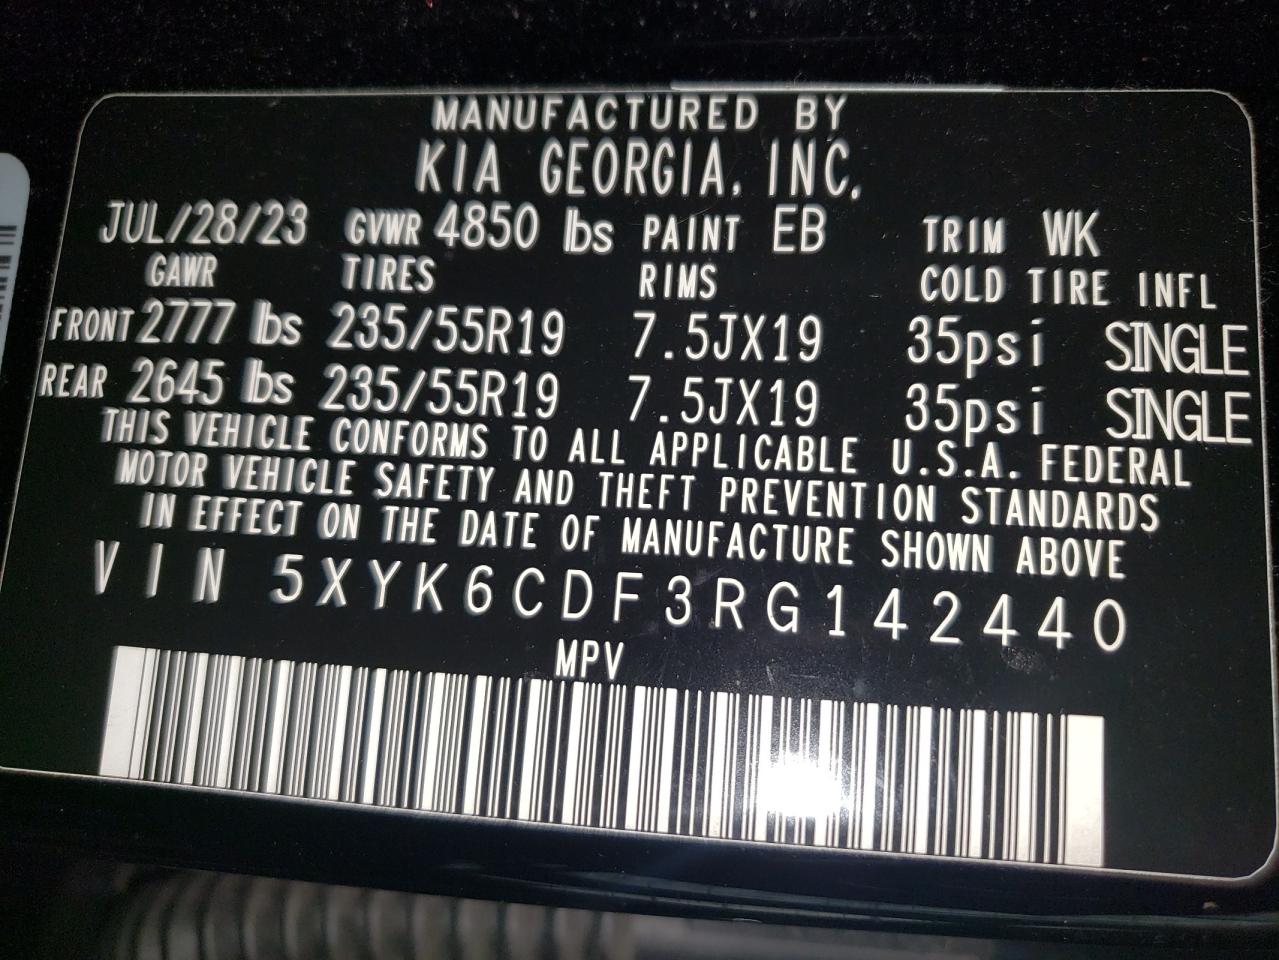 MANUFACTURED BY
KIA GEORGIA, INC.
JUL/28/23 GVWR 4850 lbs PAINT EB TRIM WK
GAWR TIRES RIMS COLD TIRE INFL
FRONT 2777 lbs 235/55R19 7.5JX19 35psi SINGLE
REAR 2645 lbs 235/55R19 7.5JX19 35psi SINGLE
THIS VEHICLE CONFORMS TO ALL APPLICABLE U.S.A. FEDERAL
MOTOR VEHICLE SAFETY AND THEFT PREVENTION STANDARDS
IN EFFECT ON THE DATE OF MANUFACTURE SHOWN ABOVE
VIN 5XYK6CDF3RG142440
MPV